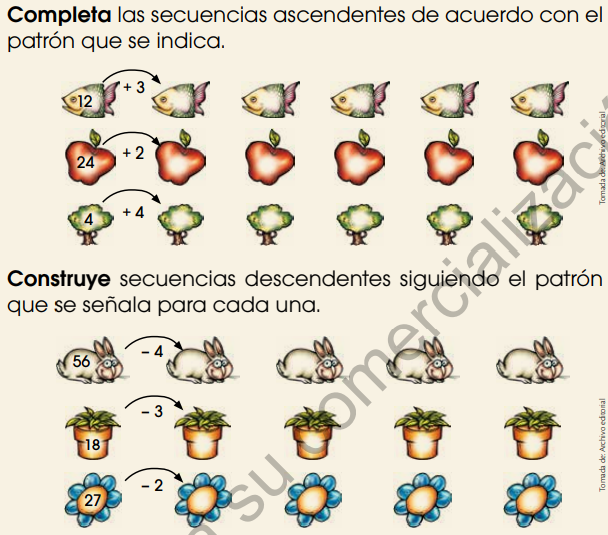 Completa las secuencias ascendentes de acuerdo con el
patrón que se indica.
12 + 3
24 + 2
4 + 4
Tomada de Archivo editorial
Construye secuencias descendentes siguiendo el patrón
que se señala para cada una.
56 – 4
18 – 3
27 – 2
Tomada de Archivo editorial
su comercializació